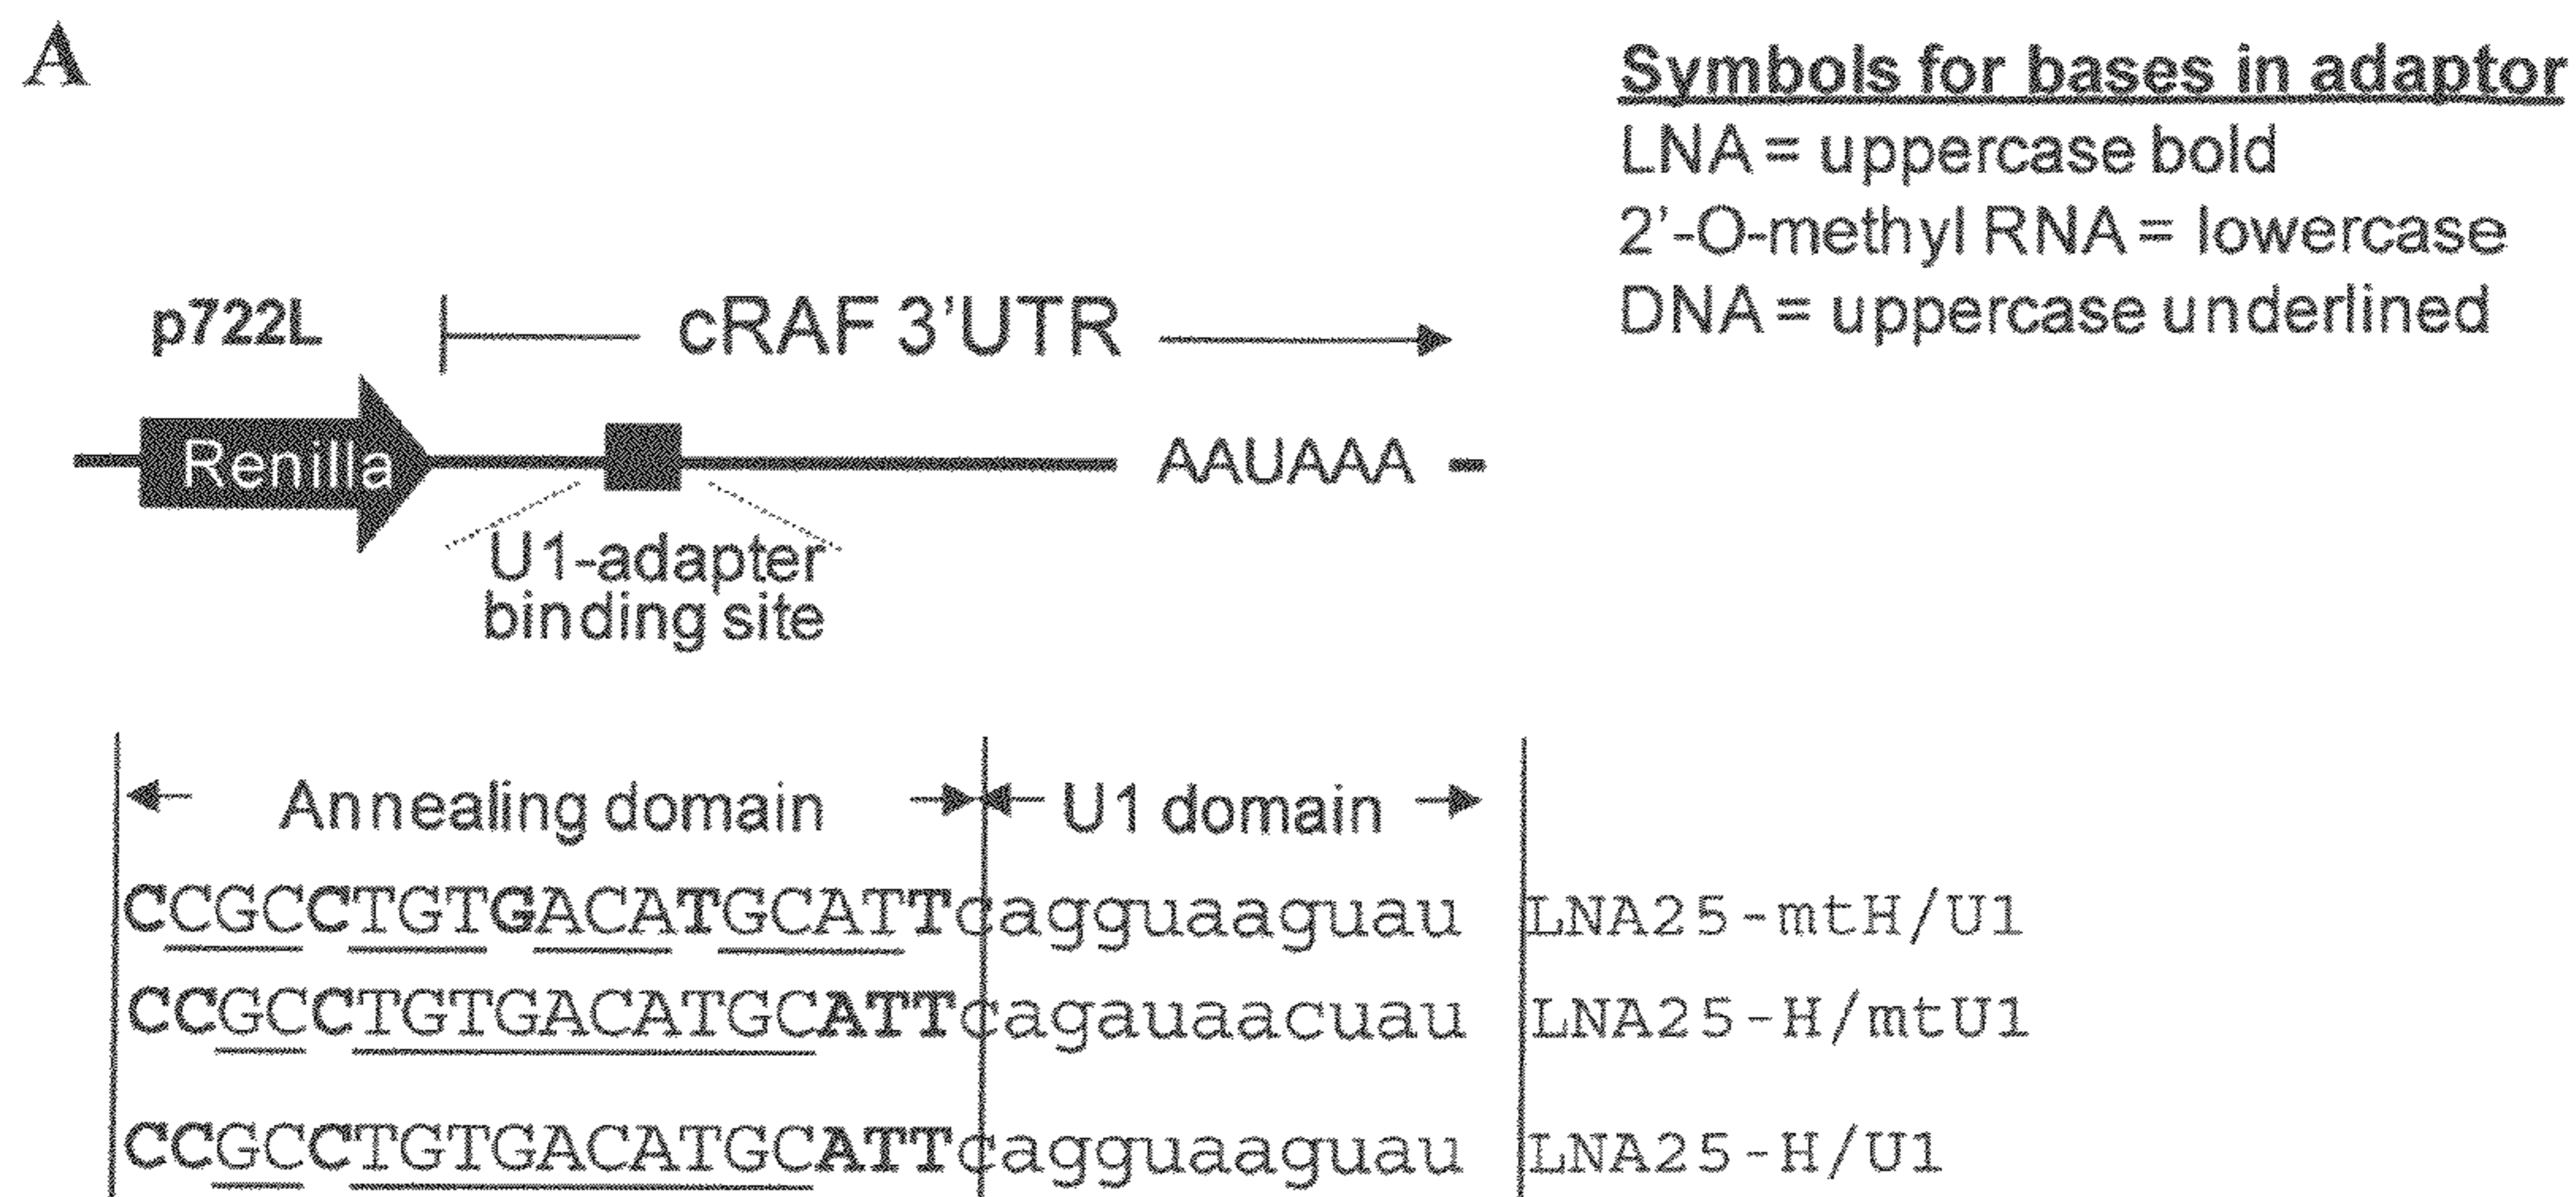 A
Symbols for bases in adaptor
LNA = uppercase bold
2'-O-methyl RNA = lowercase
DNA = uppercase underlined
p722L
cRAF 3'UTR
Renilla
AAUAAA
U1-adapter
binding site
Annealing domain
U1 domain
CCGCCTGTGACATGCATTcagguaaguau LNA25-mtH/U1
CCGCCTGTGACATGCATTcagauaacuau LNA25-H/mtU1
CCGCCTGTGACATGCATTcagguaaguau LNA25-H/U1